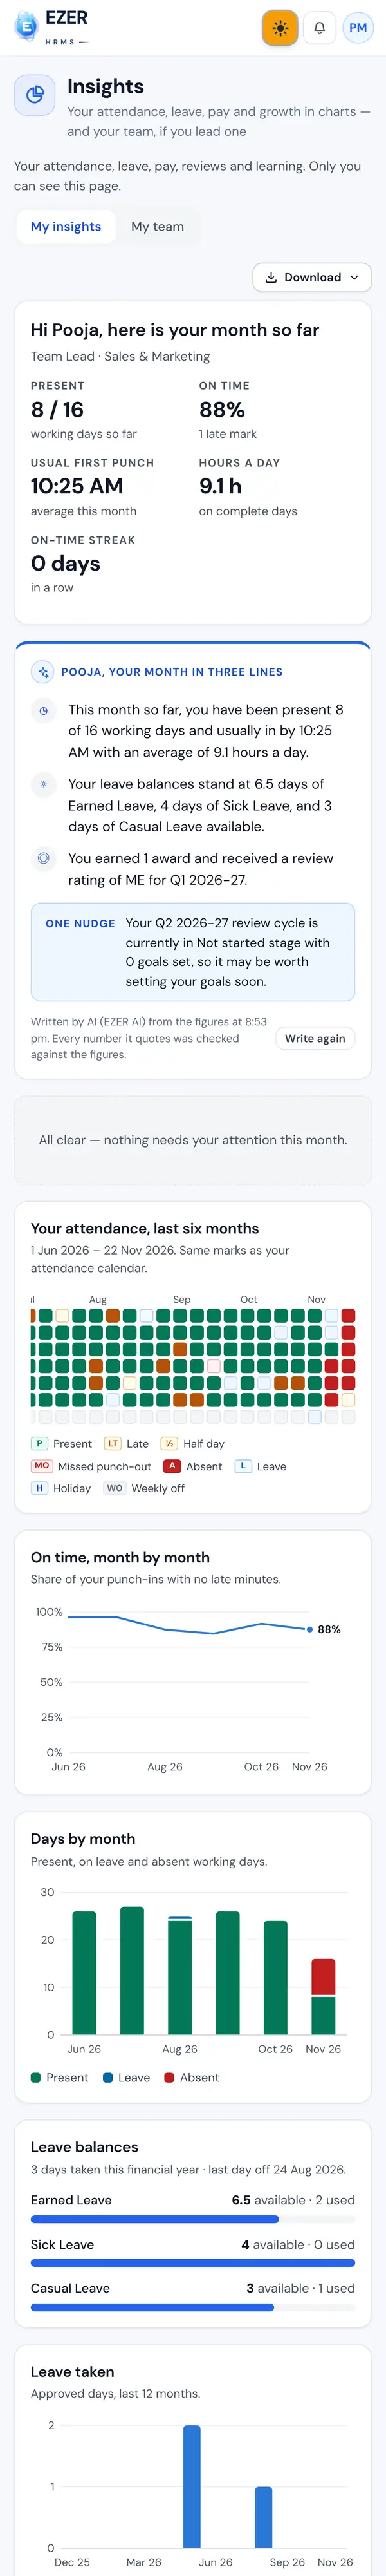 EZER
HRMS
PM
Insights
Your attendance, leave, pay and growth in charts —
and your team, if you lead one
Your attendance, leave, pay, reviews and learning. Only you
can see this page.
My insights
My team
Download
Hi Pooja, here is your month so far
Team Lead · Sales & Marketing
PRESENT
8 / 16
working days so far
ON TIME
88%
1 late mark
USUAL FIRST PUNCH
10:25 AM
average this month
HOURS A DAY
9.1 h
on complete days
ON-TIME STREAK
0 days
in a row
POOJA, YOUR MONTH IN THREE LINES
This month so far, you have been present 8
of 16 working days and usually in by 10:25
AM with an average of 9.1 hours a day.
Your leave balances stand at 6.5 days of
Earned Leave, 4 days of Sick Leave, and 3
days of Casual Leave available.
You earned 1 award and received a review
rating of ME for Q1 2026-27.
ONE NUDGE
Your Q2 2026-27 review cycle is
currently in Not started stage with
0 goals set, so it may be worth
setting your goals soon.
Written by AI (EZER AI) from the figures at 8:53
pm. Every number it quotes was checked
against the figures.
Write again
All clear — nothing needs your attention this month.
Your attendance, last six months
1 Jun 2026 – 22 Nov 2026. Same marks as your
attendance calendar.
Aug Sep Oct Nov
P Present LT Late ½ Half day
MO Missed punch-out A Absent L Leave
H Holiday WO Weekly off
On time, month by month
Share of your punch-ins with no late minutes.
100%
88%
75%
50%
25%
0%
Jun 26 Aug 26 Oct 26 Nov 26
Days by month
Present, on leave and absent working days.
30
20
10
0
Jun 26 Aug 26 Oct 26 Nov 26
Present Leave Absent
Leave balances
3 days taken this financial year · last day off 24 Aug 2026.
Earned Leave 6.5 available · 2 used
Sick Leave 4 available · 0 used
Casual Leave 3 available · 1 used
Leave taken
Approved days, last 12 months.
2
1
0
Dec 25 Mar 26 Jun 26 Sep 26 Nov 26